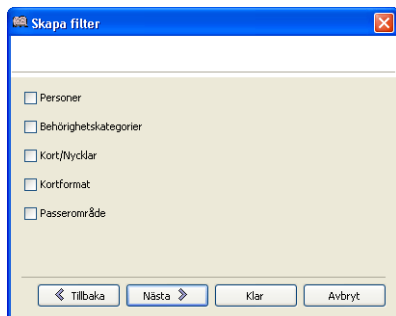 Skapa filter
Personer
Behörighetskategorier
Kort/Nycklar
Kortformat
Passerområde
Tillbaka Nästa Klar Avbryt